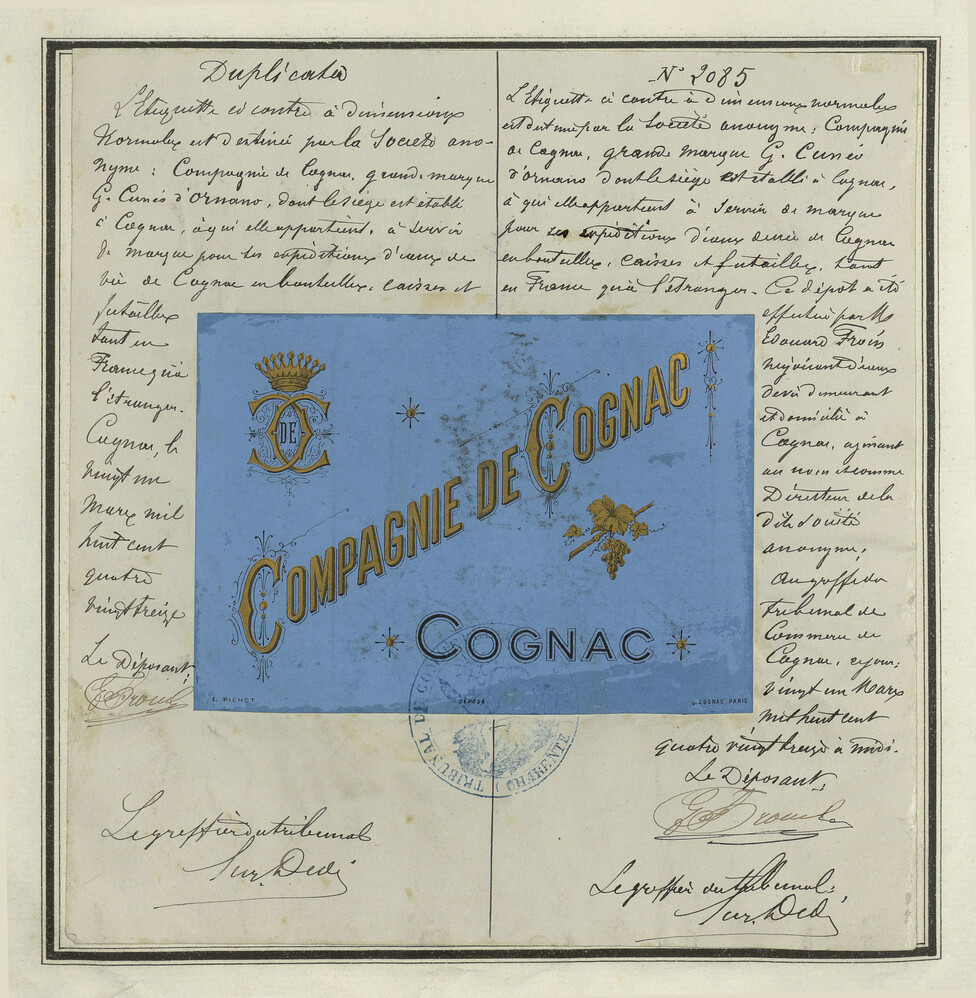 Duplicata
L'Etiquette ci contre à dimensions
Normales est destinée par la Société ano-
nyme : Compagnie de Cognac, grande marque
G. Cunéo d'Ornano, dont le siège est établi
à Cognac, à qui elle appartient, à servir
de marque pour ses expéditions d'eaux de
vie de Cognac en bouteilles, caisses et
futailles
tant en
France qu'à
l'étranger.
Cognac, le
vingt un
Mars mil
huit cent
quatre
vingt treize
Le Déposant,
N° 2085
L'Etiquette ci contre à dimensions normales
est destinée par la Société anonyme : Compagnie
de Cognac, grande marque G. Cunéo
d'Ornano dont le siège est établi à Cognac,
à qui elle appartient à servir de marque
pour ses expéditions d'eaux de vie de Cognac
en bouteilles, caisses et futailles, tant
en France qu'à l'étranger. Ce dépôt a été
effectué par M
Edouard
négociant d'eaux
de vie demeurant
et domicilié à
Cognac, agissant
au nom et comme
Directeur de la
dite Société
anonyme,
Au greffe du
tribunal de
Commerce de
Cognac, ce jour,
vingt un Mars
mil huit cent
quatre vingt treize à midi.
Le Déposant,
C DE C
COMPAGNIE DE COGNAC
COGNAC
E. PICHOT
DÉPOSÉ
COGNAC. PARIS
TRIBUNAL DE CO
(CHARENTE)
Le greffier du tribunal
Le greffier du tribunal,